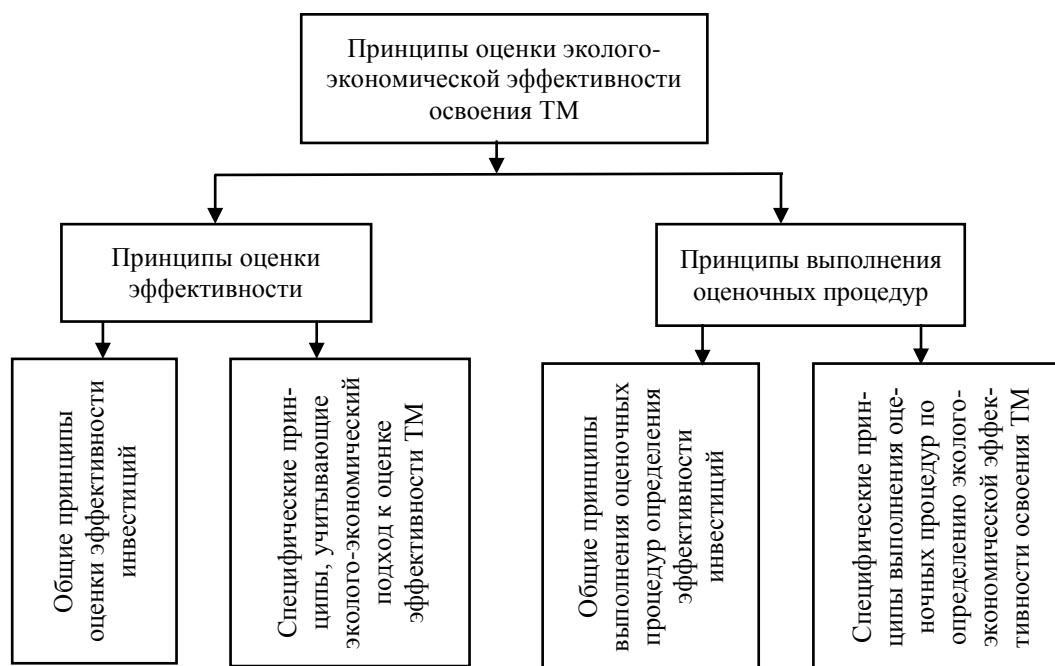 Принципы оценки эколого-
экономической эффективности
освоения ТМ
Принципы оценки
эффективности
Принципы выполнения
оценочных процедур
Общие принципы
оценки эффективности
инвестиций
Специфические прин-
ципы, учитывающие
эколого-экономический
подход к оценке
эффективности ТМ
Общие принципы
выполнения оценочных
процедур определения
эффективности
инвестиций
Специфические прин-
ципы выполнения оце-
ночных процедур по
определению эколого-
экономической эффек-
тивности освоения ТМ